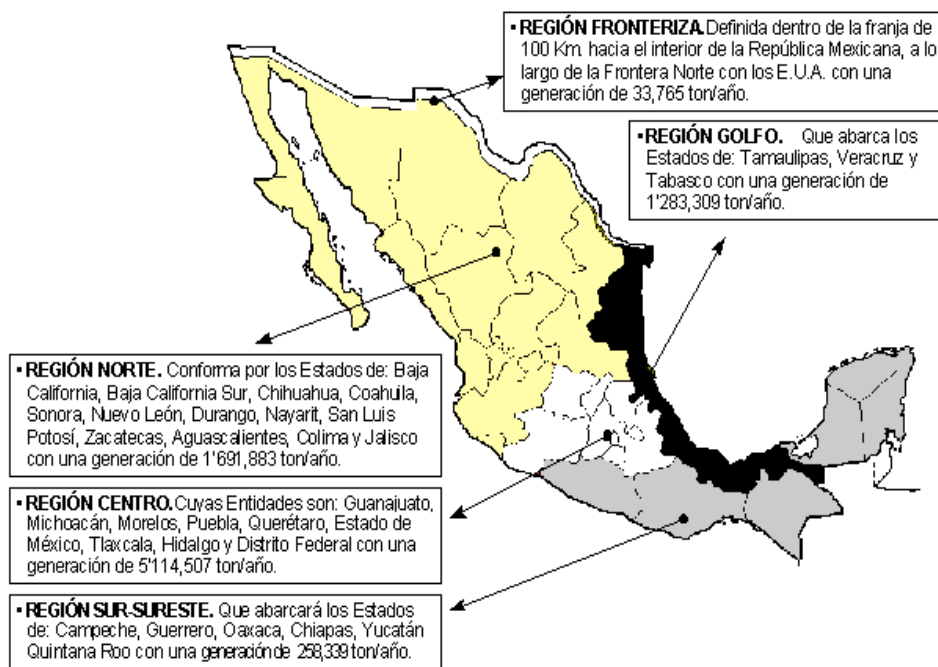 ▪ REGIÓN FRONTERIZA. Definida dentro de la franja de
100 Km. hacia el interior de la República Mexicana, a lo
largo de la Frontera Norte con los E.U.A. con una
generación de 33,765 ton/año.
▪ REGIÓN GOLFO. Que abarca los
Estados de: Tamaulipas, Veracruz y
Tabasco con una generación de
1'283,309 ton/año.
▪ REGIÓN NORTE. Conforma por los Estados de: Baja
California, Baja California Sur, Chihuahua, Coahuila,
Sonora, Nuevo León, Durango, Nayarit, San Luis
Potosí, Zacatecas, Aguascalientes, Colima y Jalisco
con una generación de 1'691,883 ton/año.
▪ REGIÓN CENTRO. Cuyas Entidades son: Guanajuato,
Michoacán, Morelos, Puebla, Querétaro, Estado de
México, Tlaxcala, Hidalgo y Distrito Federal con una
generación de 5'114,507 ton/año.
▪ REGIÓN SUR-SURESTE. Que abarcará los Estados
de: Campeche, Guerrero, Oaxaca, Chiapas, Yucatán
Quintana Roo con una generación de 258,339 ton/año.